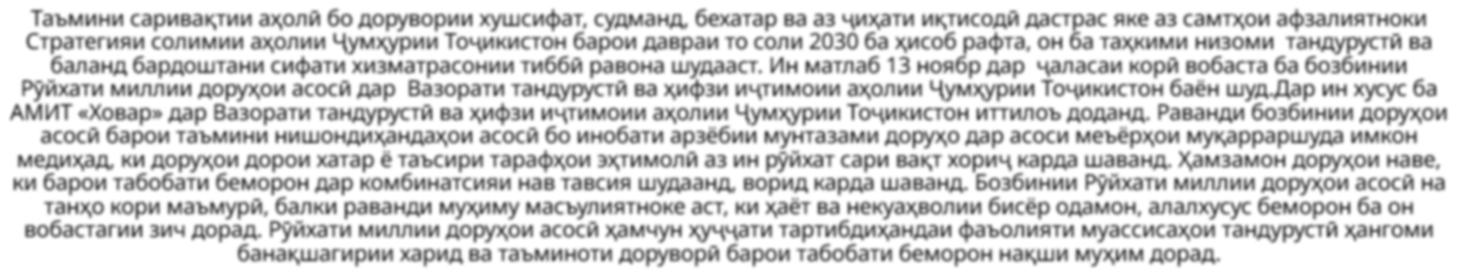 Таъмини саривақтии аҳолӣ бо дорувории хушсифат, судманд, бехатар ва аз ҷиҳати иқтисодӣ дастрас яке аз самтҳои афзалиятноки
Стратегияи солимии аҳолии Ҷумҳурии Тоҷикистон барои давраи то соли 2030 ба ҳисоб рафта, он ба таҳкими низоми тандурустӣ ва
баланд бардоштани сифати хизматрасонии тиббӣ равона шудааст. Ин матлаб 13 ноябр дар ҷаласаи корӣ вобаста ба бозбинии
Рӯйхати миллии доруҳои асосӣ дар Вазорати тандурустӣ ва ҳифзи иҷтимоии аҳолии Ҷумҳурии Тоҷикистон баён шуд.Дар ин хусус ба
АМИТ «Ховар» дар Вазорати тандурустӣ ва ҳифзи иҷтимоии аҳолии Ҷумҳурии Тоҷикистон иттилоъ доданд. Раванди бозбинии доруҳои
асосӣ барои таъмини нишондиҳандаҳои асосӣ бо инобати арзёбии мунтазами доруҳо дар асоси меъёрҳои муқарраршуда имкон
медиҳад, ки доруҳои дорои хатар ё таъсири тарафҳои эҳтимолӣ аз ин рӯйхат сари вақт хориҷ карда шаванд. Ҳамзамон доруҳои наве,
ки барои табобати беморон дар комбинатсияи нав тавсия шудаанд, ворид карда шаванд. Бозбинии Рӯйхати миллии доруҳои асосӣ на
танҳо кори маъмурӣ, балки раванди муҳиму масъулиятноке аст, ки ҳаёт ва некуаҳволии бисёр одамон, алалхусус беморон ба он
вобастагии зич дорад. Рӯйхати миллии доруҳои асосӣ ҳамчун ҳуҷҷати тартибдиҳандаи фаъолияти муассисаҳои тандурустӣ ҳангоми
банақшагирии харид ва таъминоти доруворӣ барои табобати беморон нақши муҳим дорад.